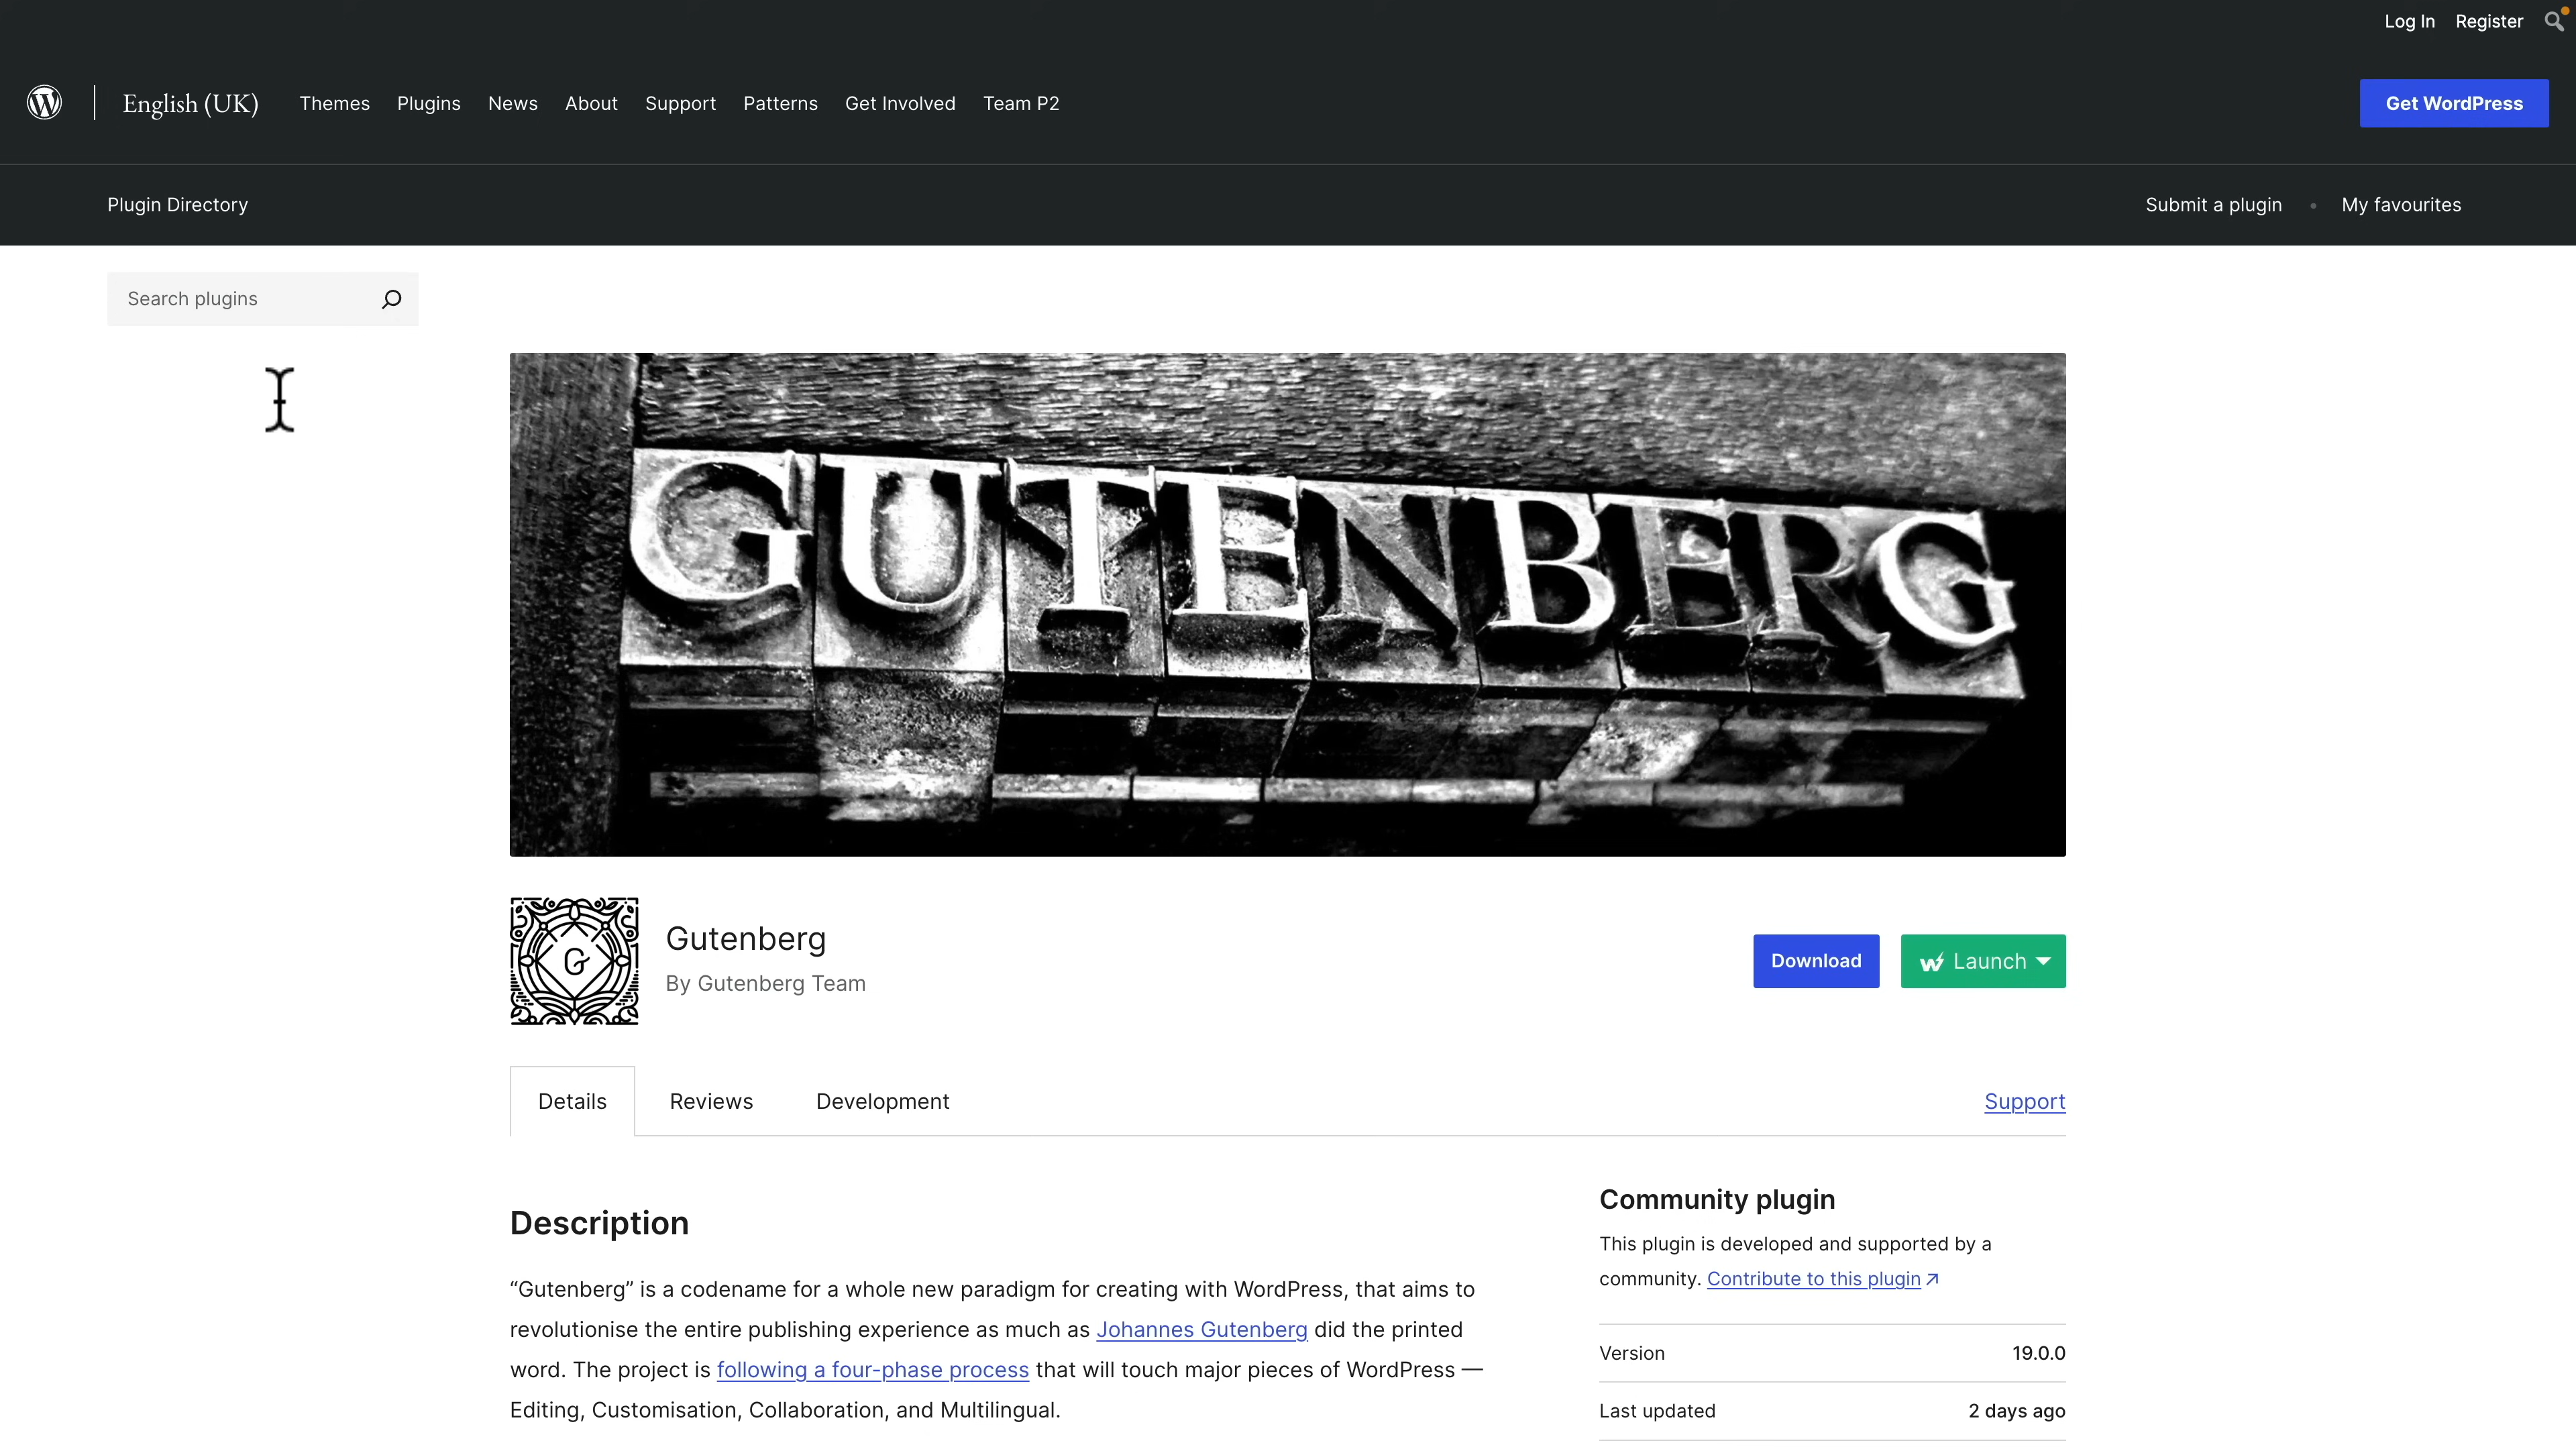 Log In Register
English (UK) Themes Plugins News About Support Patterns Get Involved Team P2 Get WordPress
Plugin Directory Submit a plugin • My favourites
Search plugins
GUTENBERG
G
Gutenberg
By Gutenberg Team
Download Launch
Details Reviews Development Support
Description
“Gutenberg” is a codename for a whole new paradigm for creating with WordPress, that aims to
revolutionise the entire publishing experience as much as Johannes Gutenberg did the printed
word. The project is following a four-phase process that will touch major pieces of WordPress —
Editing, Customisation, Collaboration, and Multilingual.
Community plugin
This plugin is developed and supported by a
community. Contribute to this plugin
Version 19.0.0
Last updated 2 days ago